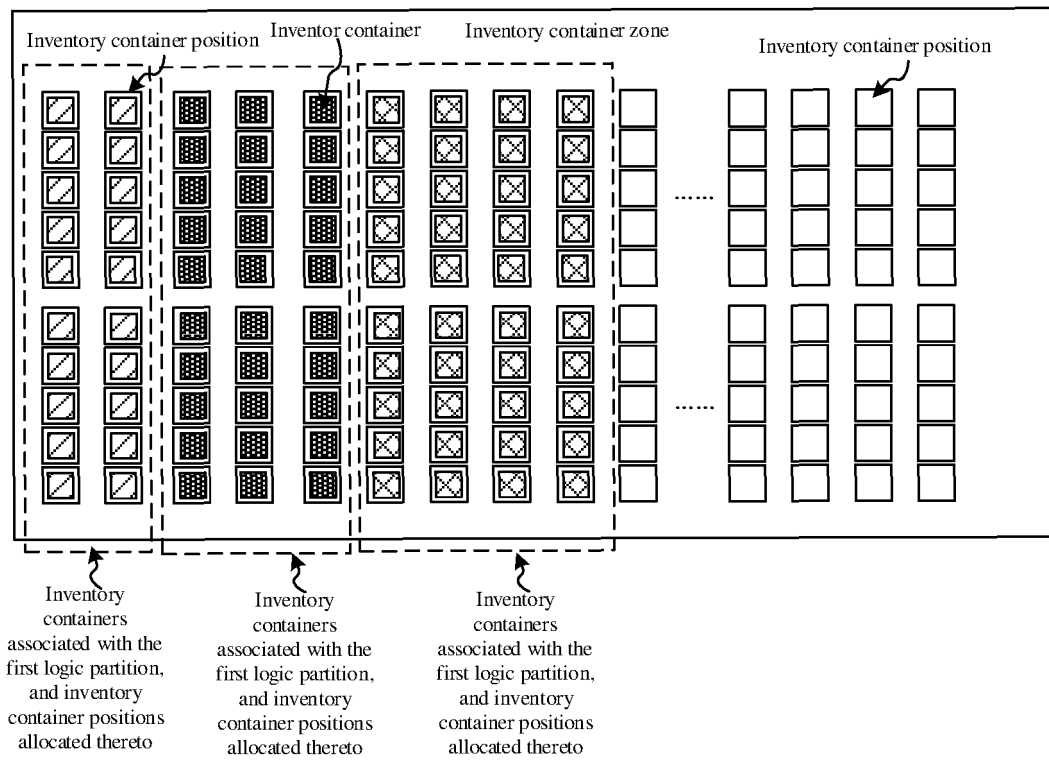 Inventory container position
Inventor container
Inventory container zone
Inventory container position
……
……
Inventory
containers
associated with the
first logic partition,
and inventory
container positions
allocated thereto
Inventory
containers
associated with the
first logic partition,
and inventory
container positions
allocated thereto
Inventory
containers
associated with the
first logic partition,
and inventory
container positions
allocated thereto